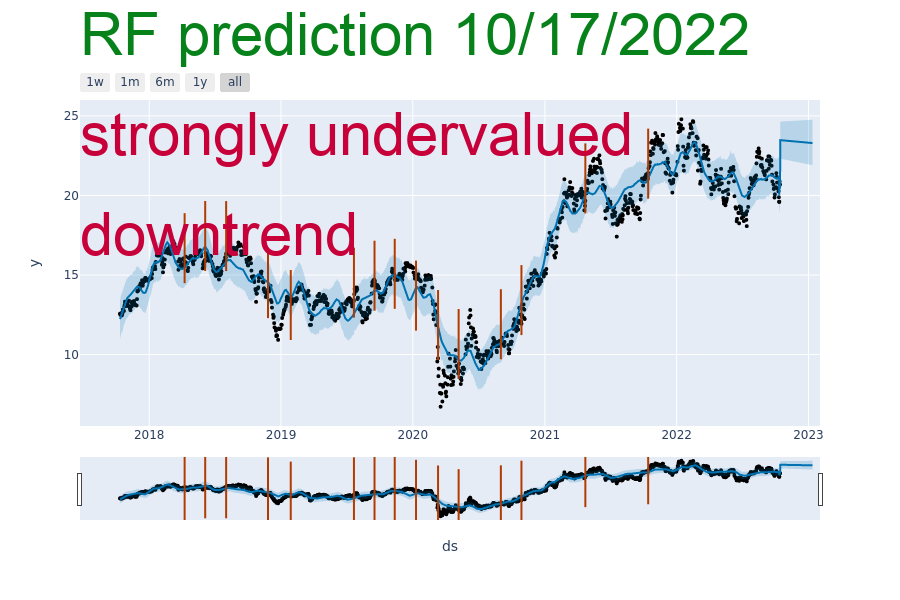 RF prediction 10/17/2022
1w 1m 6m 1y all
25
strongly undervalued
20
downtrend
y
15
10
2018 2019 2020 2021 2022 2023
ds